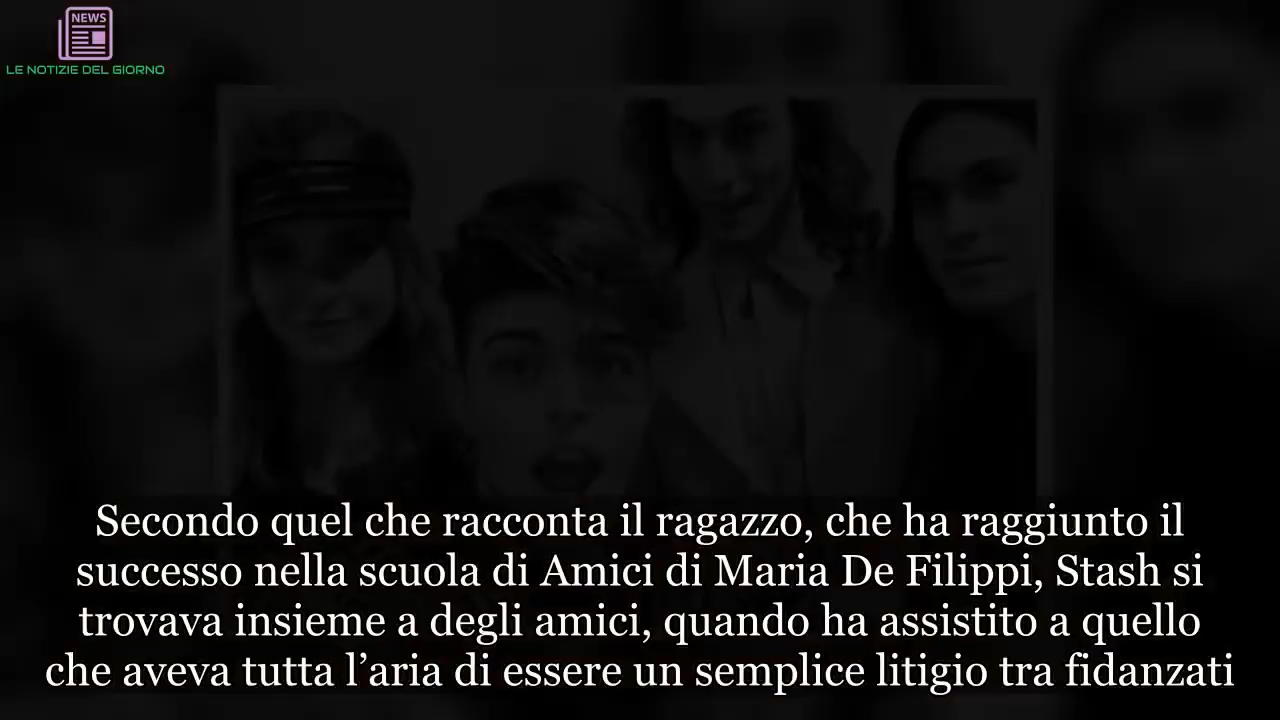 NEWS
LE NOTIZIE DEL GIORNO
Secondo quel che racconta il ragazzo, che ha raggiunto il
successo nella scuola di Amici di Maria De Filippi, Stash si
trovava insieme a degli amici, quando ha assistito a quello
che aveva tutta l’aria di essere un semplice litigio tra fidanzati